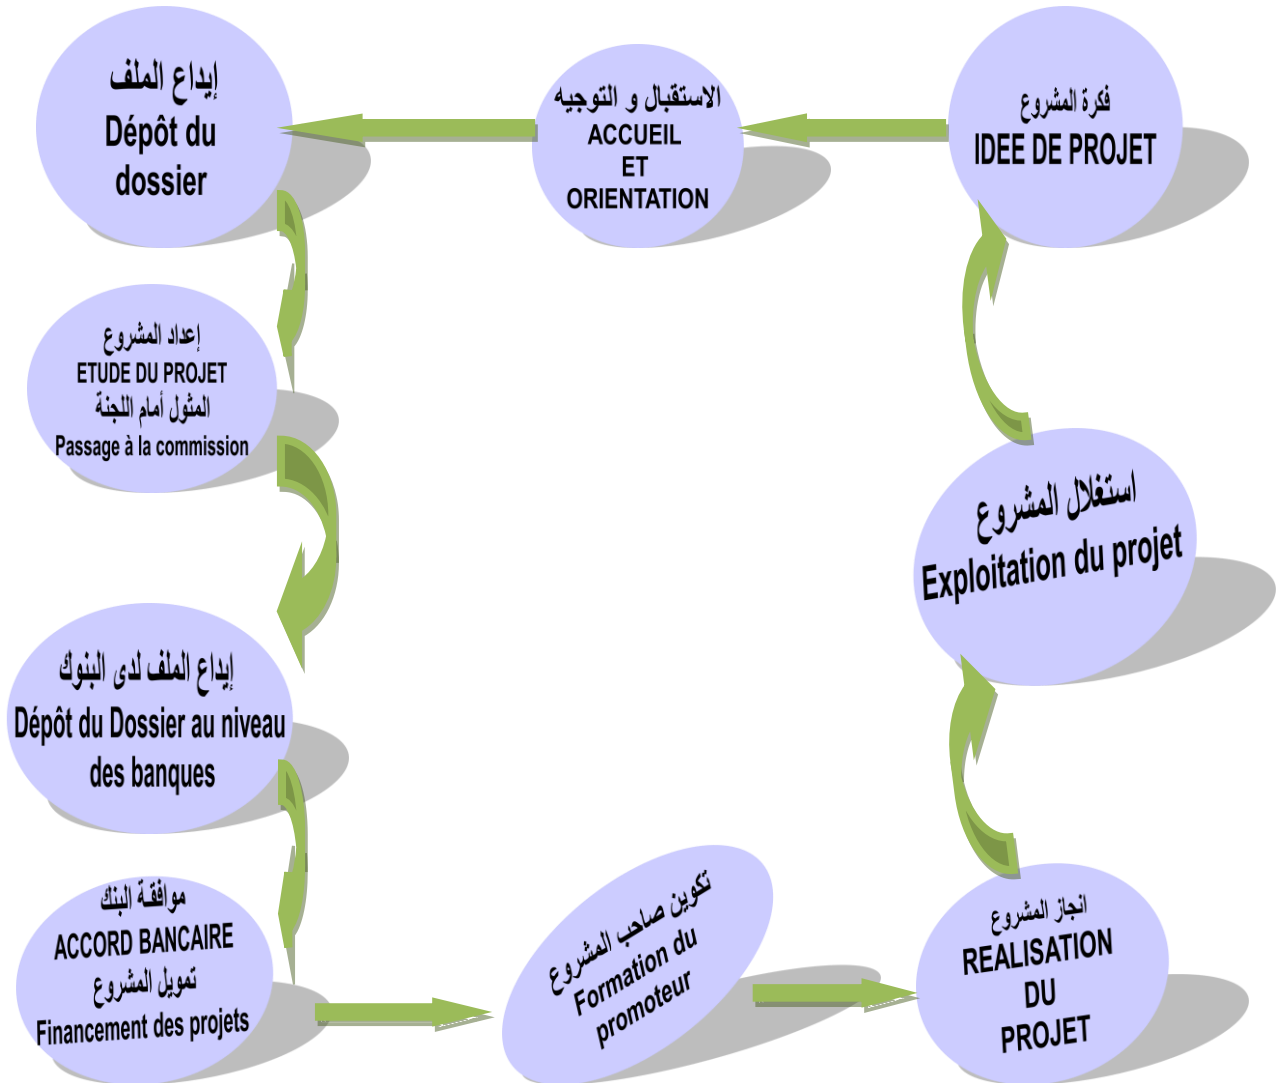 فكرة المشروع
IDEE DE PROJET
الاستقبال و التوجيه
ACCUEIL
ET
ORIENTATION
إيداع الملف
Dépôt du
dossier
إعداد المشروع
ETUDE DU PROJET
المثول أمام اللجنة
Passage à la commission
إيداع الملف لدى البنوك
Dépôt du Dossier au niveau
des banques
موافقة البنك
ACCORD BANCAIRE
تمويل المشروع
Financement des projets
تكوين صاحب المشروع
Formation du
promoteur
انجاز المشروع
REALISATION
DU
PROJET
استغلال المشروع
Exploitation du projet